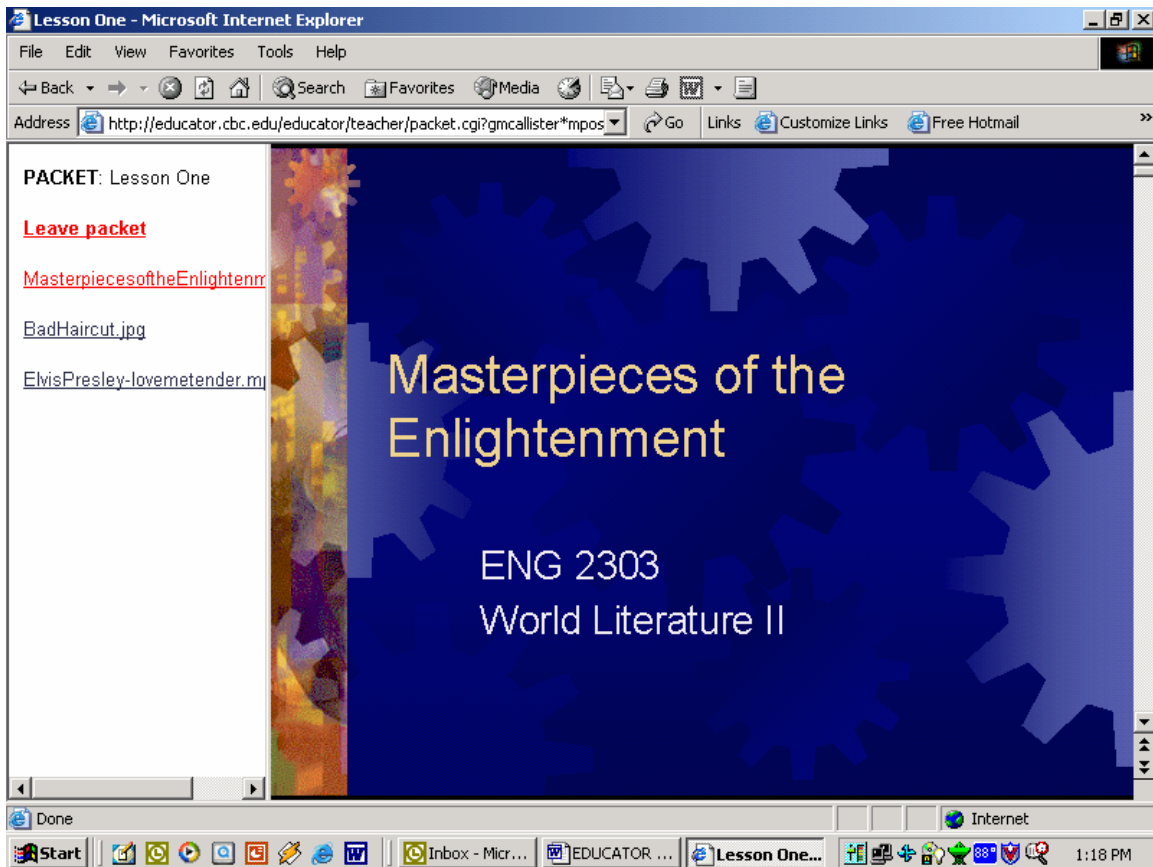 Lesson One - Microsoft Internet Explorer
File Edit View Favorites Tools Help
Back Search Favorites Media
Address http://educator.cbc.edu/educator/teacher/packet.cgi?gmcallister*mpos Go Links Customize Links Free Hotmail »
PACKET: Lesson One
Leave packet
MasterpiecesoftheEnlightenm
BadHaircut.jpg
ElvisPresley-lovemetender.mp
Masterpieces of the
Enlightenment
ENG 2303
World Literature II
Done Internet
Start Inbox - Micr... EDUCATOR ... Lesson One... 88° 1:18 PM